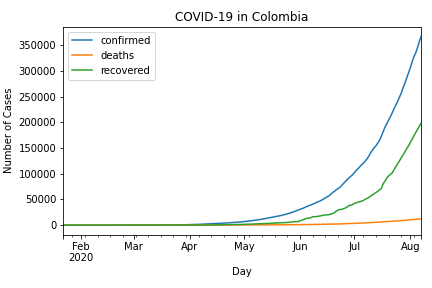 COVID-19 in Colombia
confirmed
deaths
recovered
350000
300000
250000
200000
150000
100000
50000
0
Number of Cases
Feb Mar Apr May Jun Jul Aug
2020
Day